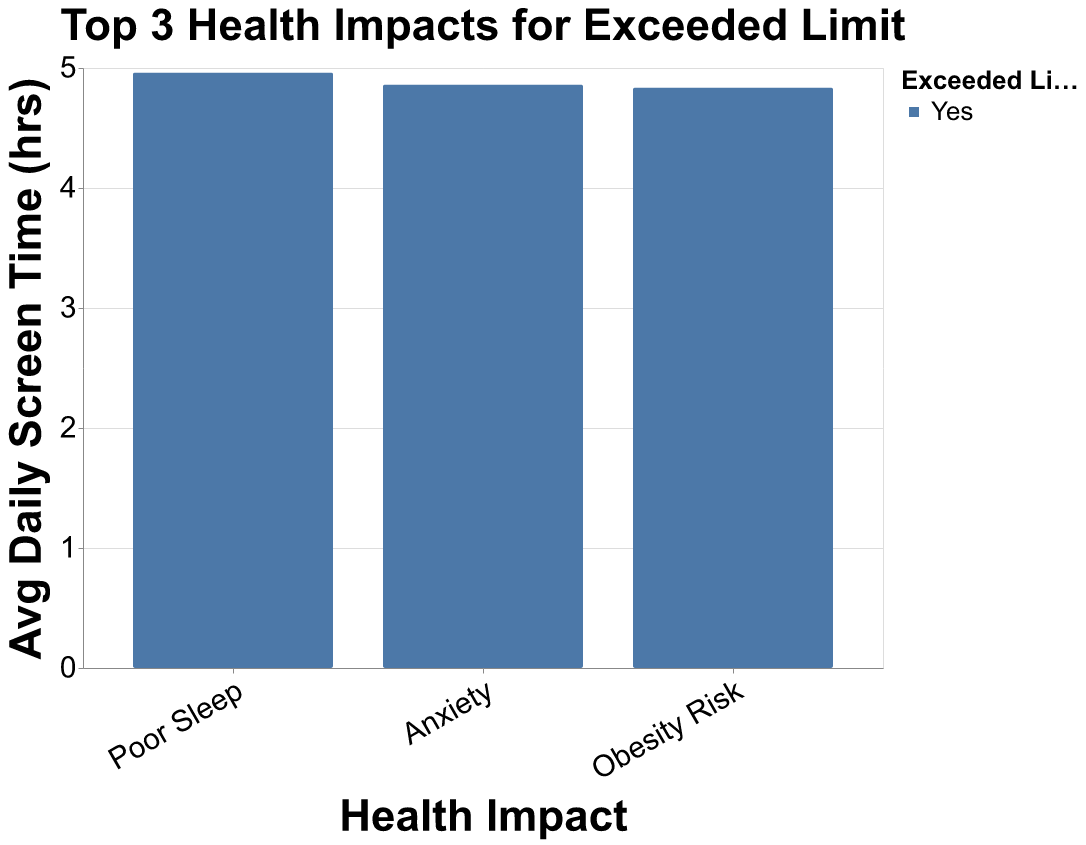 Top 3 Health Impacts for Exceeded Limit
Avg Daily Screen Time (hrs)
5
4
3
2
1
0
Poor Sleep
Anxiety
Obesity Risk
Health Impact
Exceeded Li…
Yes